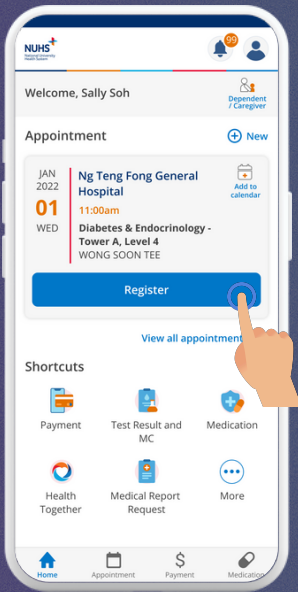 NUHS
National University
Health System
99
Welcome, Sally Soh
Dependent
/ Caregiver
Appointment
New
JAN
2022
01
WED
Ng Teng Fong General
Hospital
11:00am
Diabetes & Endocrinology -
Tower A, Level 4
WONG SOON TEE
Add to
calendar
Register
View all appointment
Shortcuts
Payment
Test Result and
MC
Medication
Health
Together
Medical Report
Request
More
Home
Appointment
Payment
Medication